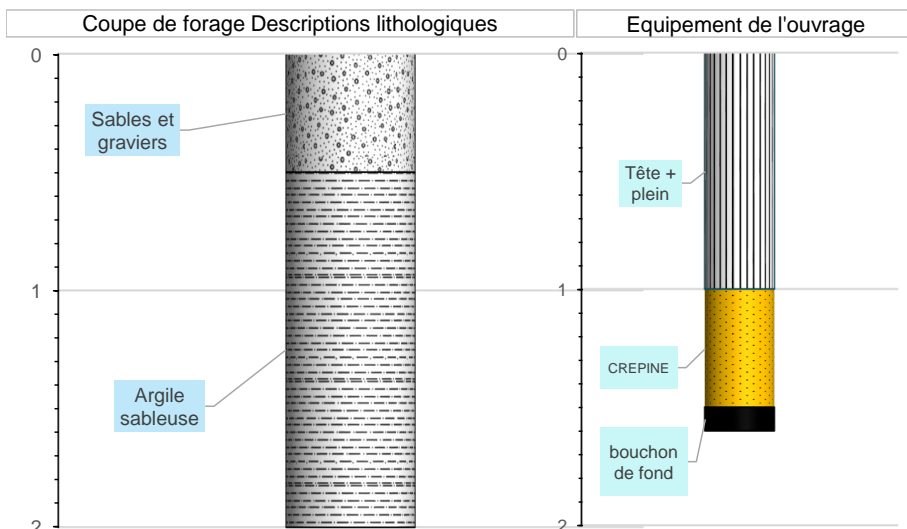 Coupe de forage Descriptions lithologiques
0
Sables et
graviers
1
Argile
sableuse
2
Equipement de l'ouvrage
0
Tête +
plein
1
CREPINE
bouchon
de fond
2